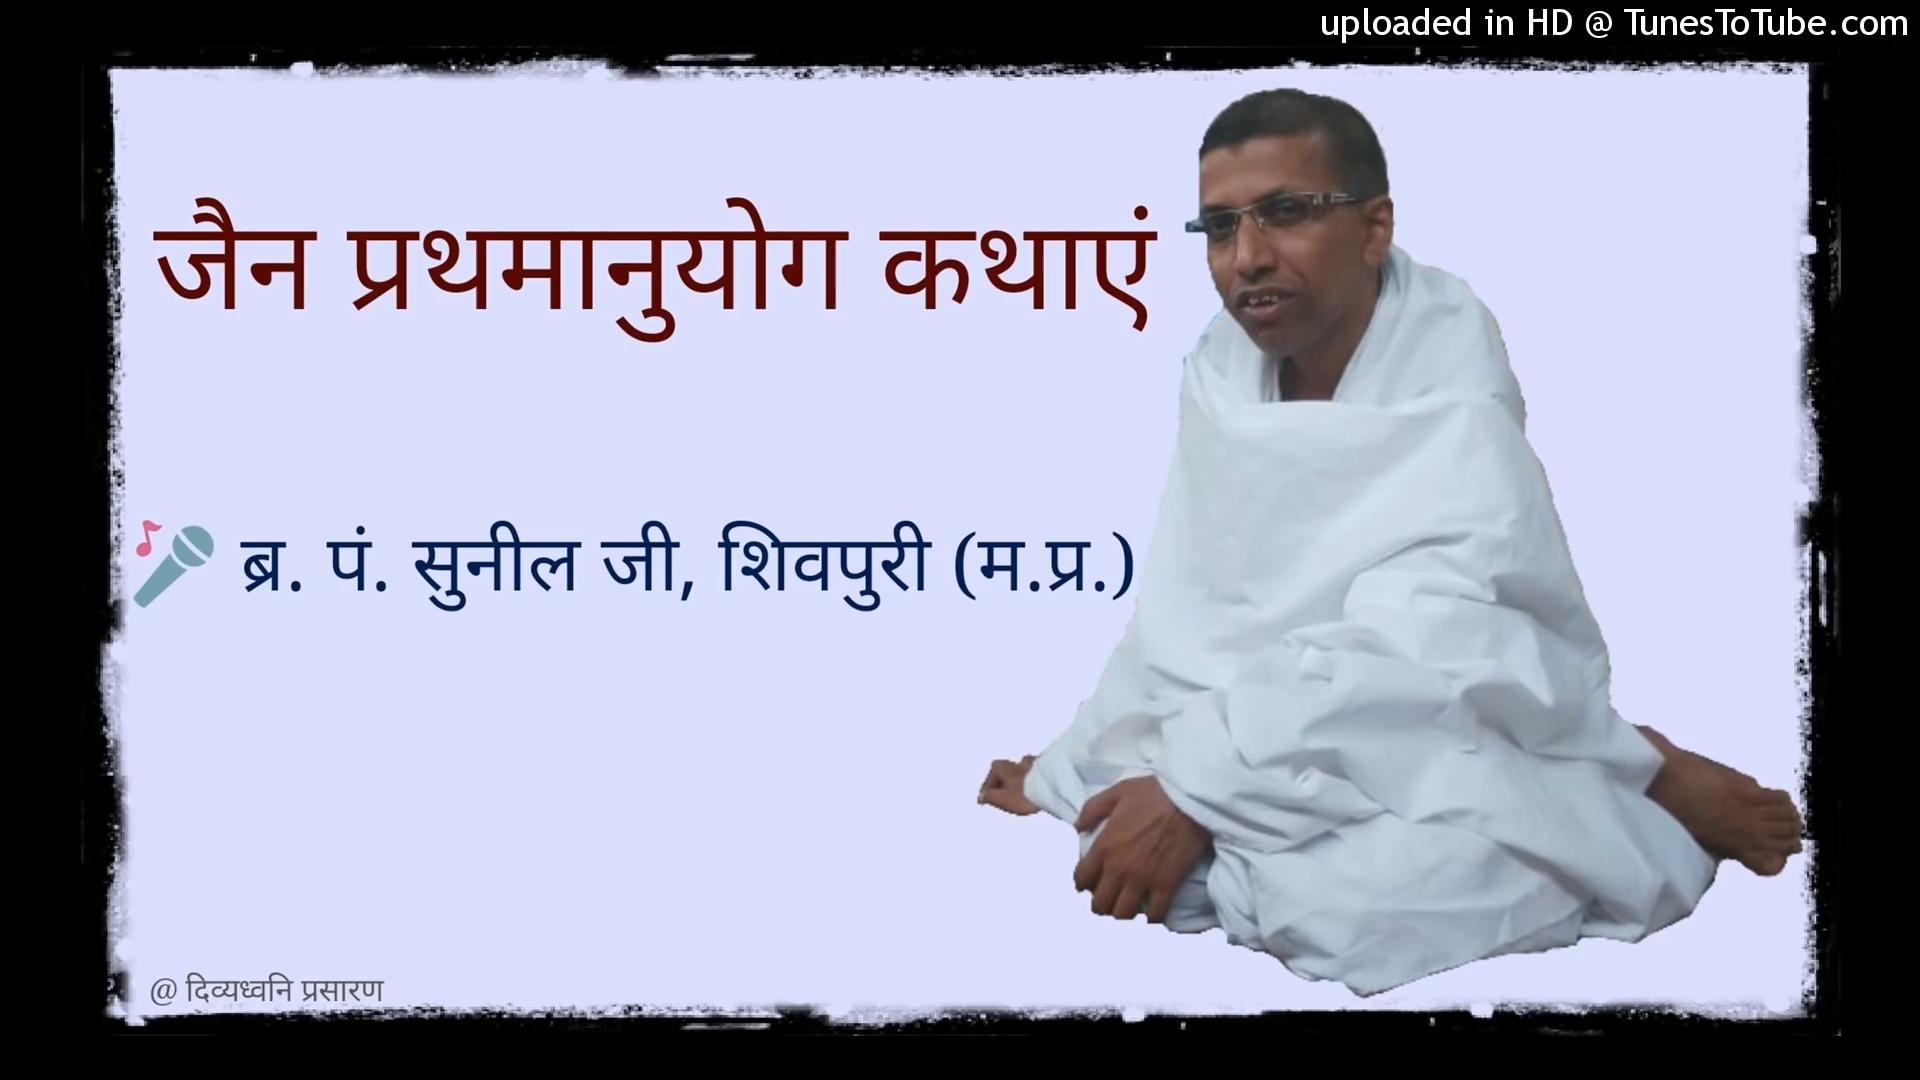 uploaded in HD @ TunesToTube.com
जैन प्रथमानुयोग कथाएं
ब्र. पं. सुनील जी, शिवपुरी (म.प्र.)
@ दिव्यध्वनि प्रसारण